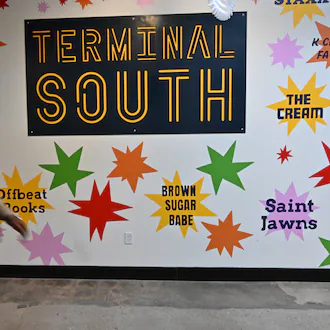 TERMINAL
SOUTH
THE
CREAM
Offbeat
Books
BROWN
SUGAR
BABE
Saint
Jawns